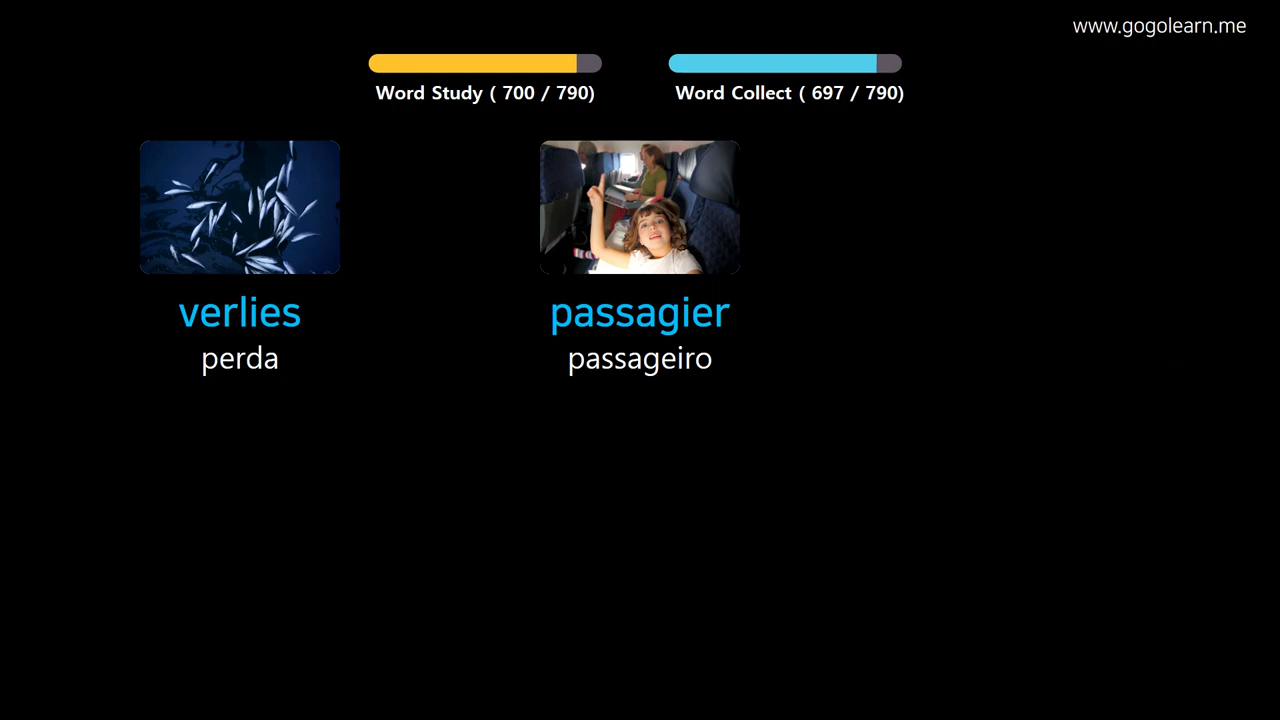 www.gogolearn.me
Word Study ( 700 / 790)
Word Collect ( 697 / 790)
verlies
perda
passagier
passageiro